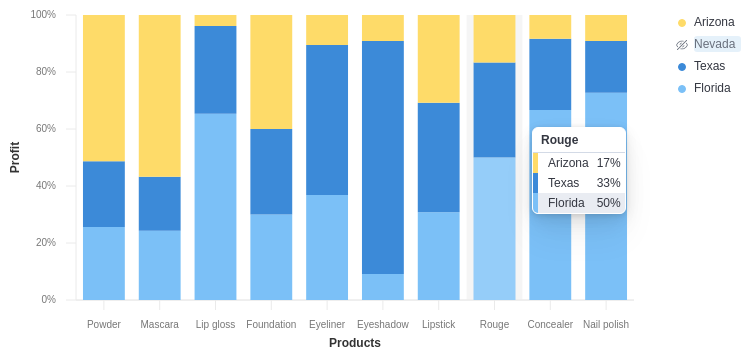 100%
80%
60%
40%
20%
0%
Profit
Powder Mascara Lip gloss Foundation Eyeliner Eyeshadow Lipstick Rouge Concealer Nail polish
Products
Arizona
Nevada
Texas
Florida
Rouge
Arizona 17%
Texas 33%
Florida 50%